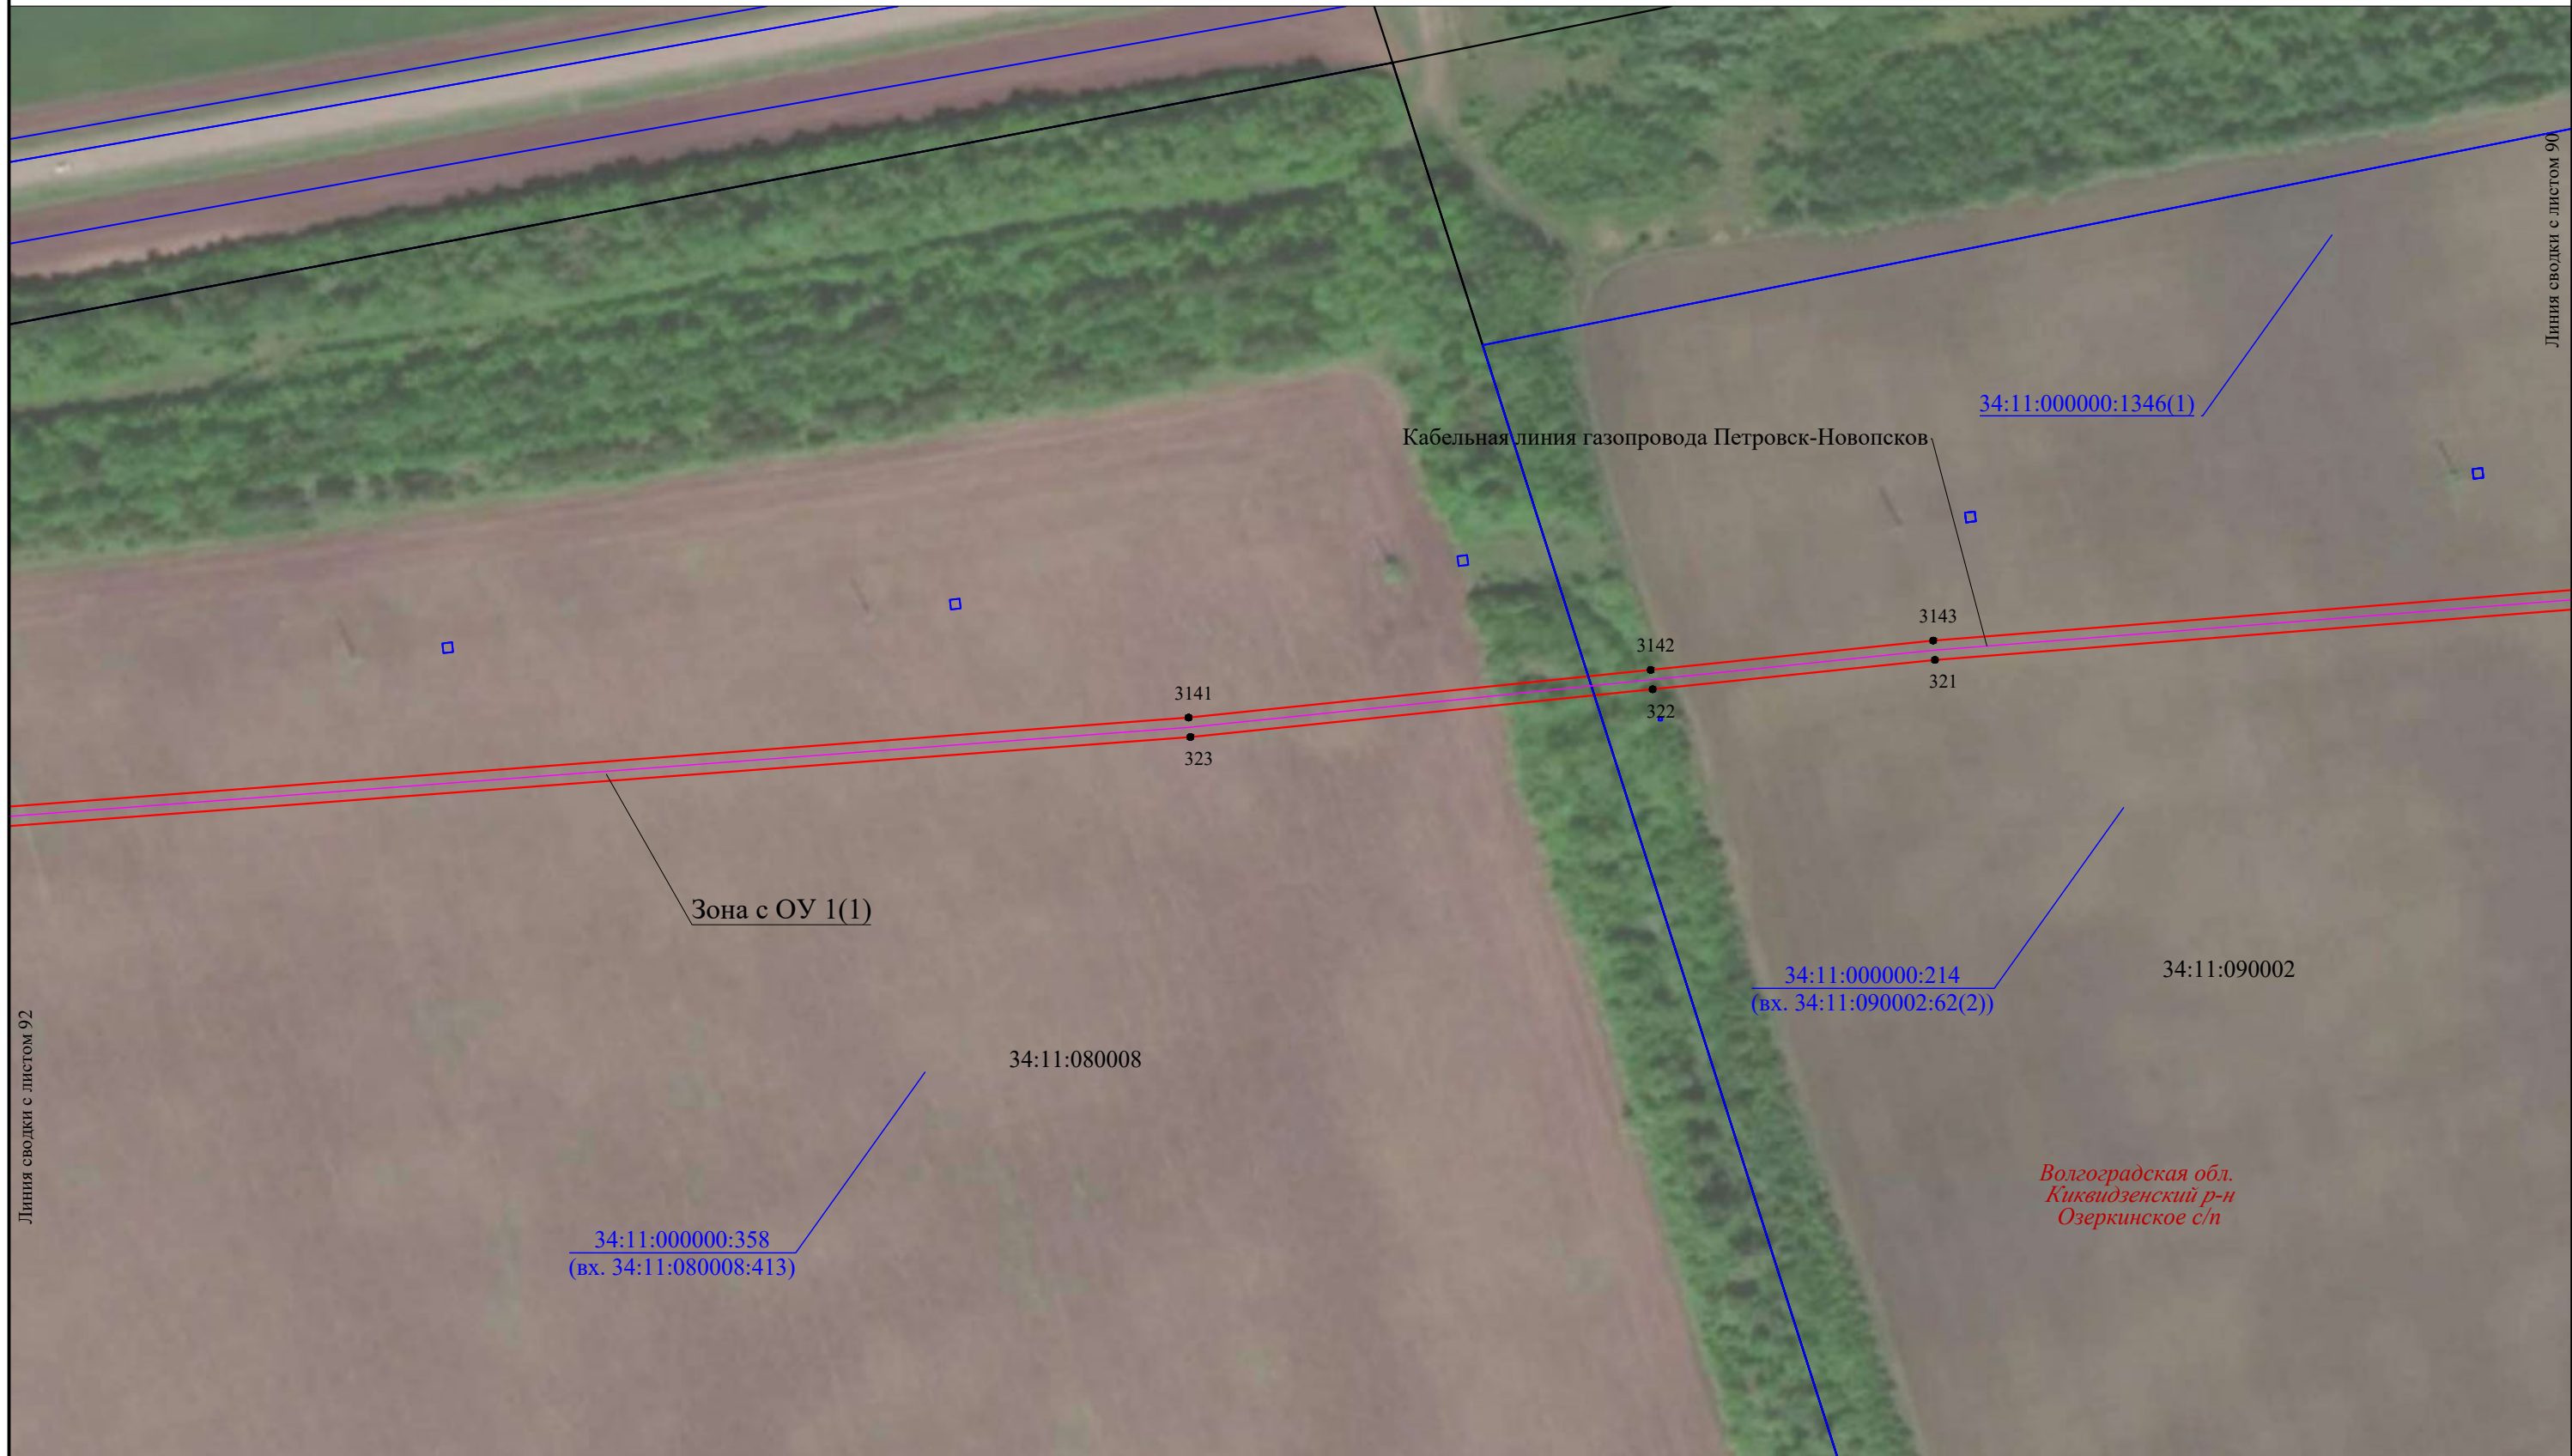 Линия сводки с листом 90
34:11:000000:1346(1)
Кабельная линия газопровода Петровск-Новопсков
3143
3142
321
3141
322
323
Зона с ОУ 1(1)
34:11:090002
34:11:000000:214
(вх. 34:11:090002:62(2))
Линия сводки с листом 92
34:11:080008
Волгоградская обл.
Киквидзенский р-н
Озеркинское с/п
34:11:000000:358
(вх. 34:11:080008:413)